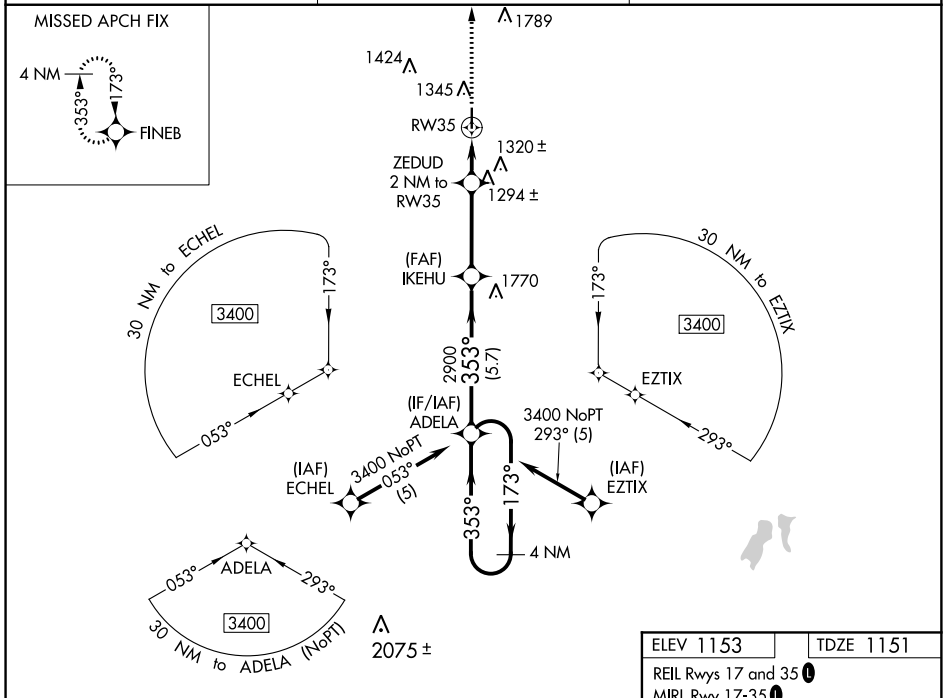 MISSED APCH FIX
4 NM
353°
173°
FINEB
1789
1424
1345
RW35
1320 ±
ZEDUD
2 NM to
RW35
1294 ±
(FAF)
IKEHU
1770
30 NM to ECHEL
173°
3400
ECHEL
053°
30 NM to EZTIX
173°
3400
EZTIX
293°
2900
353°
(5.7)
(IF/IAF)
ADELA
3400 NoPT
293° (5)
(IAF)
ECHEL
3400 NoPT
053°
(5)
(IAF)
EZTIX
353°
173°
4 NM
053°
ADELA
293°
3400
30 NM to ADELA (NoPT)
2075 ±
ELEV 1153
TDZE 1151
REIL Rwys 17 and 35 L
MIRL Rwy 17-35 L